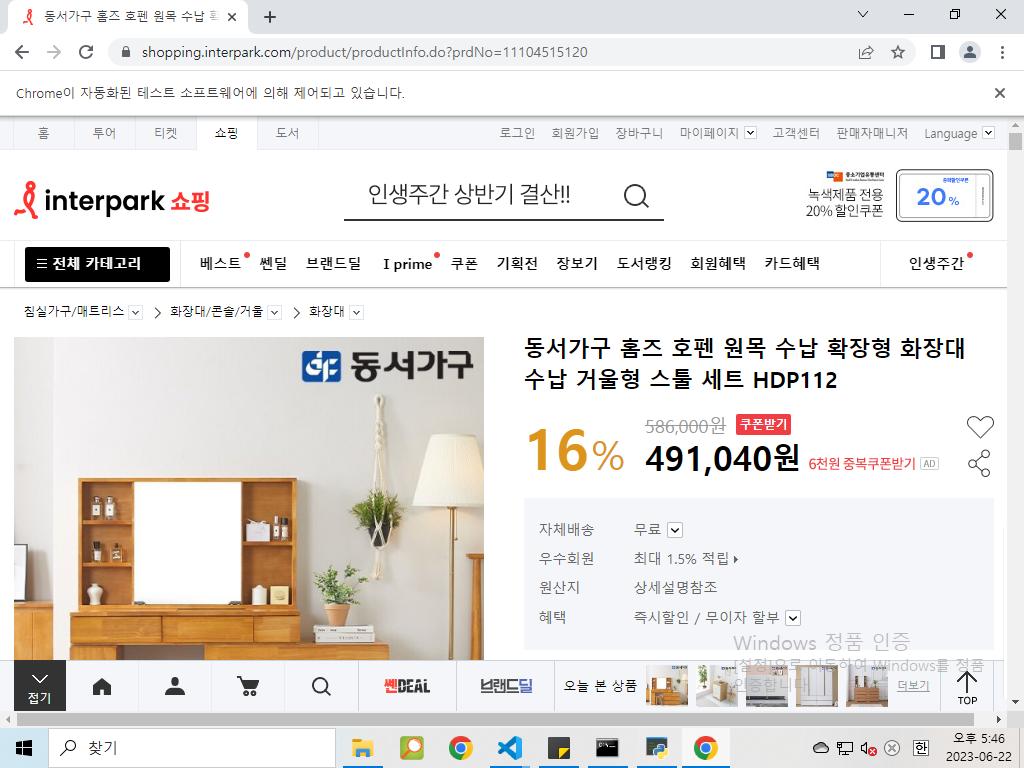 동서가구 홈즈 호펜 원목 수납 확
shopping.interpark.com/product/productInfo.do?prdNo=11104515120
Chrome이 자동화된 테스트 소프트웨어에 의해 제어되고 있습니다.
홈 투어 티켓 쇼핑 도서 로그인 회원가입 장바구니 마이페이지 고객센터 판매자매니저 Language
interpark 쇼핑
인생주간 상반기 결산!!
중소기업유통센터
녹색제품 전용
20% 할인쿠폰
중복할인쿠폰
20%
전체 카테고리 베스트 쎈딜 브랜드딜 I prime 쿠폰 기획전 장보기 도서랭킹 회원혜택 카드혜택 인생주간
침실가구/매트리스 화장대/콘솔/거울 화장대
동서가구
동서가구 홈즈 호펜 원목 수납 확장형 화장대
수납 거울형 스툴 세트 HDP112
16% 586,000원 쿠폰받기
491,040원 6천원 중복쿠폰받기 AD
자체배송 무료
우수회원 최대 1.5% 적립
원산지 상세설명참조
혜택 즉시할인 / 무이자 할부
Windows 정품 인증
[설정]으로 이동하여 Windows를 정품
인증합니다.
접기 쎈DEAL 브랜드딜 오늘 본 상품 더보기 TOP
찾기
한
오후 5:46
2023-06-22